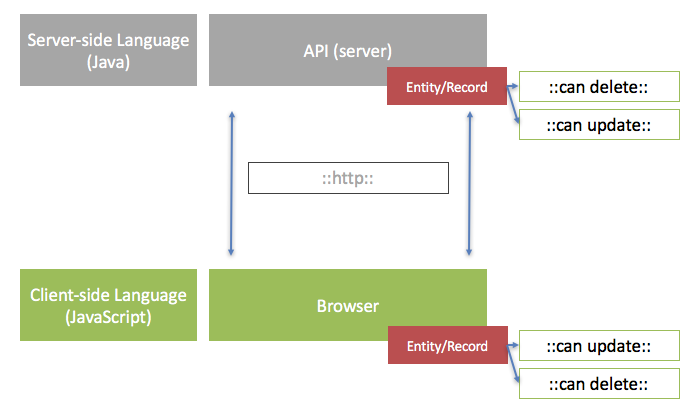 Server-side Language
(Java)
API (server)
Entity/Record
::can delete::
::can update::
::http::
Client-side Language
(JavaScript)
Browser
Entity/Record
::can update::
::can delete::